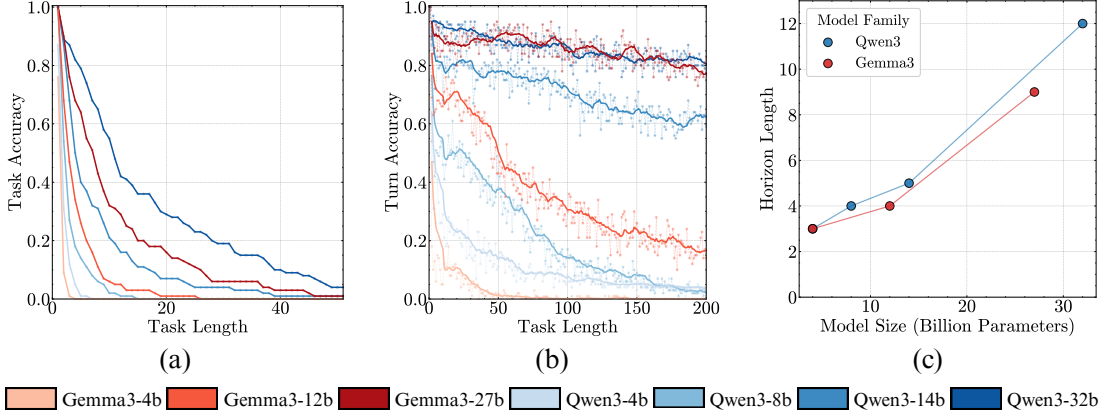 1.0
0.8
0.6
0.4
0.2
0.0
Task Accuracy
20
40
Task Length
(a)
1.0
0.8
0.6
0.4
0.2
0.0
Turn Accuracy
0
50
100
150
200
Task Length
(b)
12
10
8
6
4
2
0
Horizon Length
Model Family
Qwen3
Gemma3
10
20
30
Model Size (Billion Parameters)
(c)
Gemma3-4b Gemma3-12b Gemma3-27b Qwen3-4b Qwen3-8b Qwen3-14b Qwen3-32b